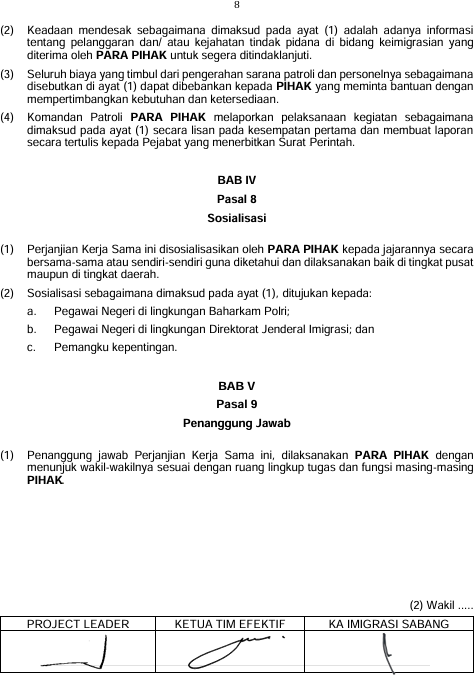 8
(2) Keadaan mendesak sebagaimana dimaksud pada ayat (1) adalah adanya informasi
tentang pelanggaran dan/ atau kejahatan tindak pidana di bidang keimigrasian yang
diterima oleh PARA PIHAK untuk segera ditindaklanjuti.
(3) Seluruh biaya yang timbul dari pengerahan sarana patroli dan personelnya sebagaimana
disebutkan di ayat (1) dapat dibebankan kepada PIHAK yang meminta bantuan dengan
mempertimbangkan kebutuhan dan ketersediaan.
(4) Komandan Patroli PARA PIHAK melaporkan pelaksanaan kegiatan sebagaimana
dimaksud pada ayat (1) secara lisan pada kesempatan pertama dan membuat laporan
secara tertulis kepada Pejabat yang menerbitkan Surat Perintah.
BAB IV
Pasal 8
Sosialisasi
(1) Perjanjian Kerja Sama ini disosialisasikan oleh PARA PIHAK kepada jajarannya secara
bersama-sama atau sendiri-sendiri guna diketahui dan dilaksanakan baik di tingkat pusat
maupun di tingkat daerah.
(2) Sosialisasi sebagaimana dimaksud pada ayat (1), ditujukan kepada:
a. Pegawai Negeri di lingkungan Baharkam Polri;
b. Pegawai Negeri di lingkungan Direktorat Jenderal Imigrasi; dan
c. Pemangku kepentingan.
BAB V
Pasal 9
Penanggung Jawab
(1) Penanggung jawab Perjanjian Kerja Sama ini, dilaksanakan PARA PIHAK dengan
menunjuk wakil-wakilnya sesuai dengan ruang lingkup tugas dan fungsi masing-masing
PIHAK.
(2) Wakil .....
PROJECT LEADER KETUA TIM EFEKTIF KA IMIGRASI SABANG